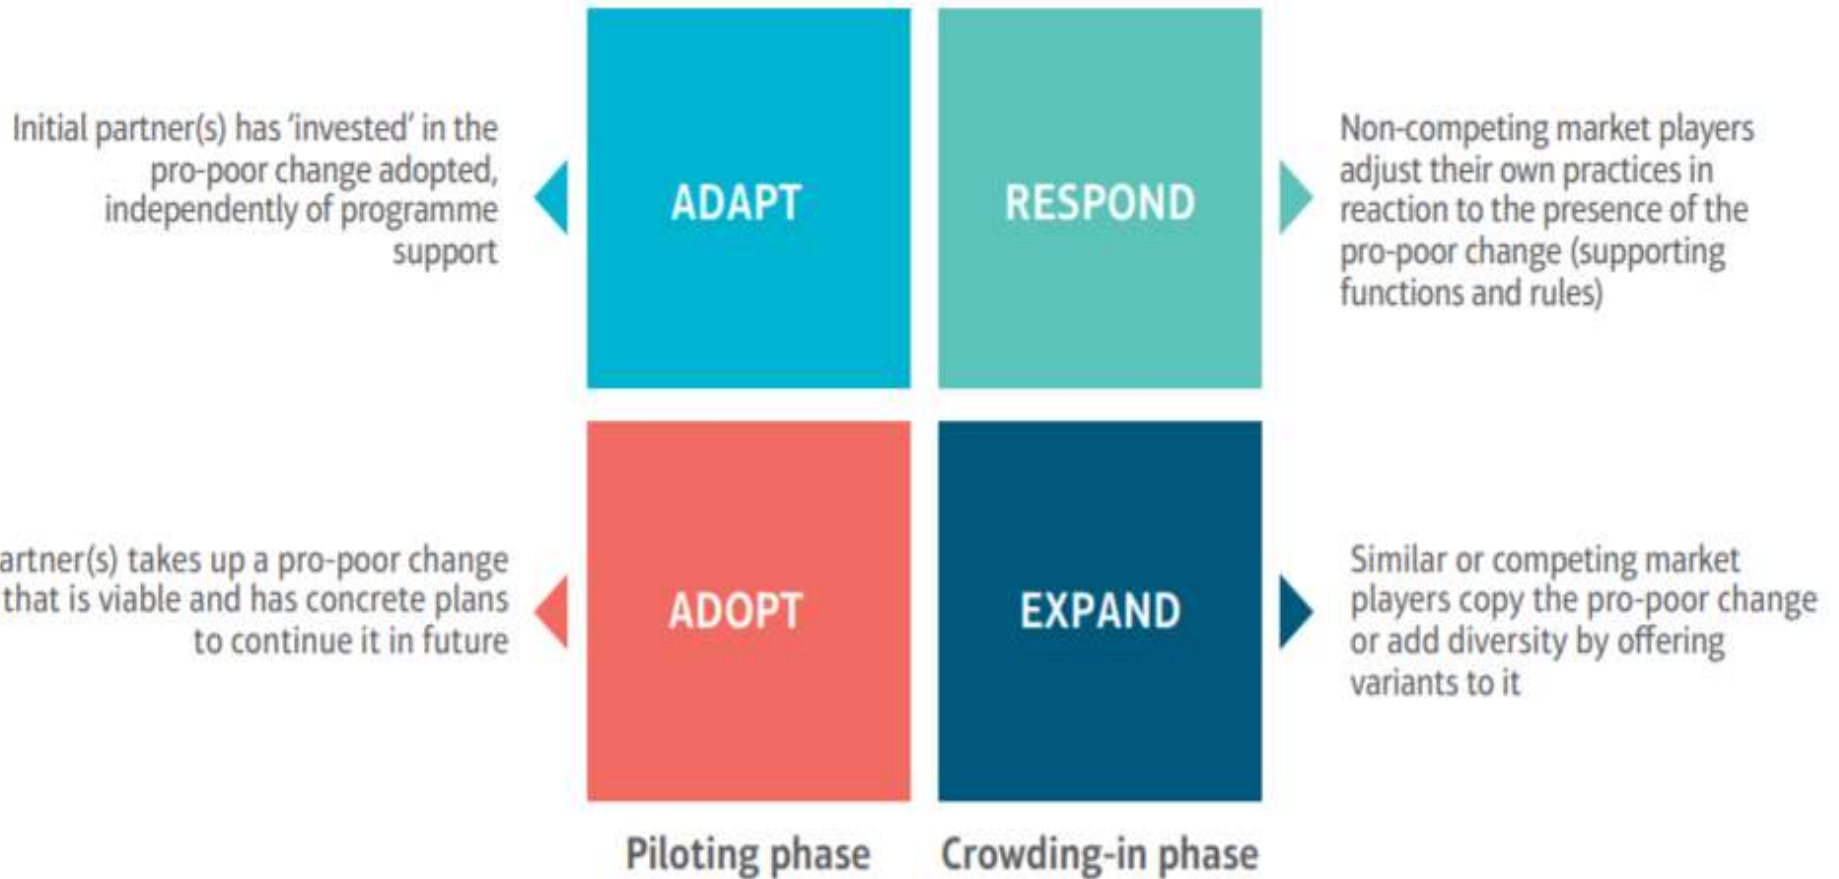 Initial partner(s) has ‘invested’ in the
pro-poor change adopted,
independently of programme
support
ADAPT
RESPOND
Non-competing market players
adjust their own practices in
reaction to the presence of the
pro-poor change (supporting
functions and rules)
artner(s) takes up a pro-poor change
that is viable and has concrete plans
to continue it in future
ADOPT
EXPAND
Similar or competing market
players copy the pro-poor change
or add diversity by offering
variants to it
Piloting phase
Crowding-in phase